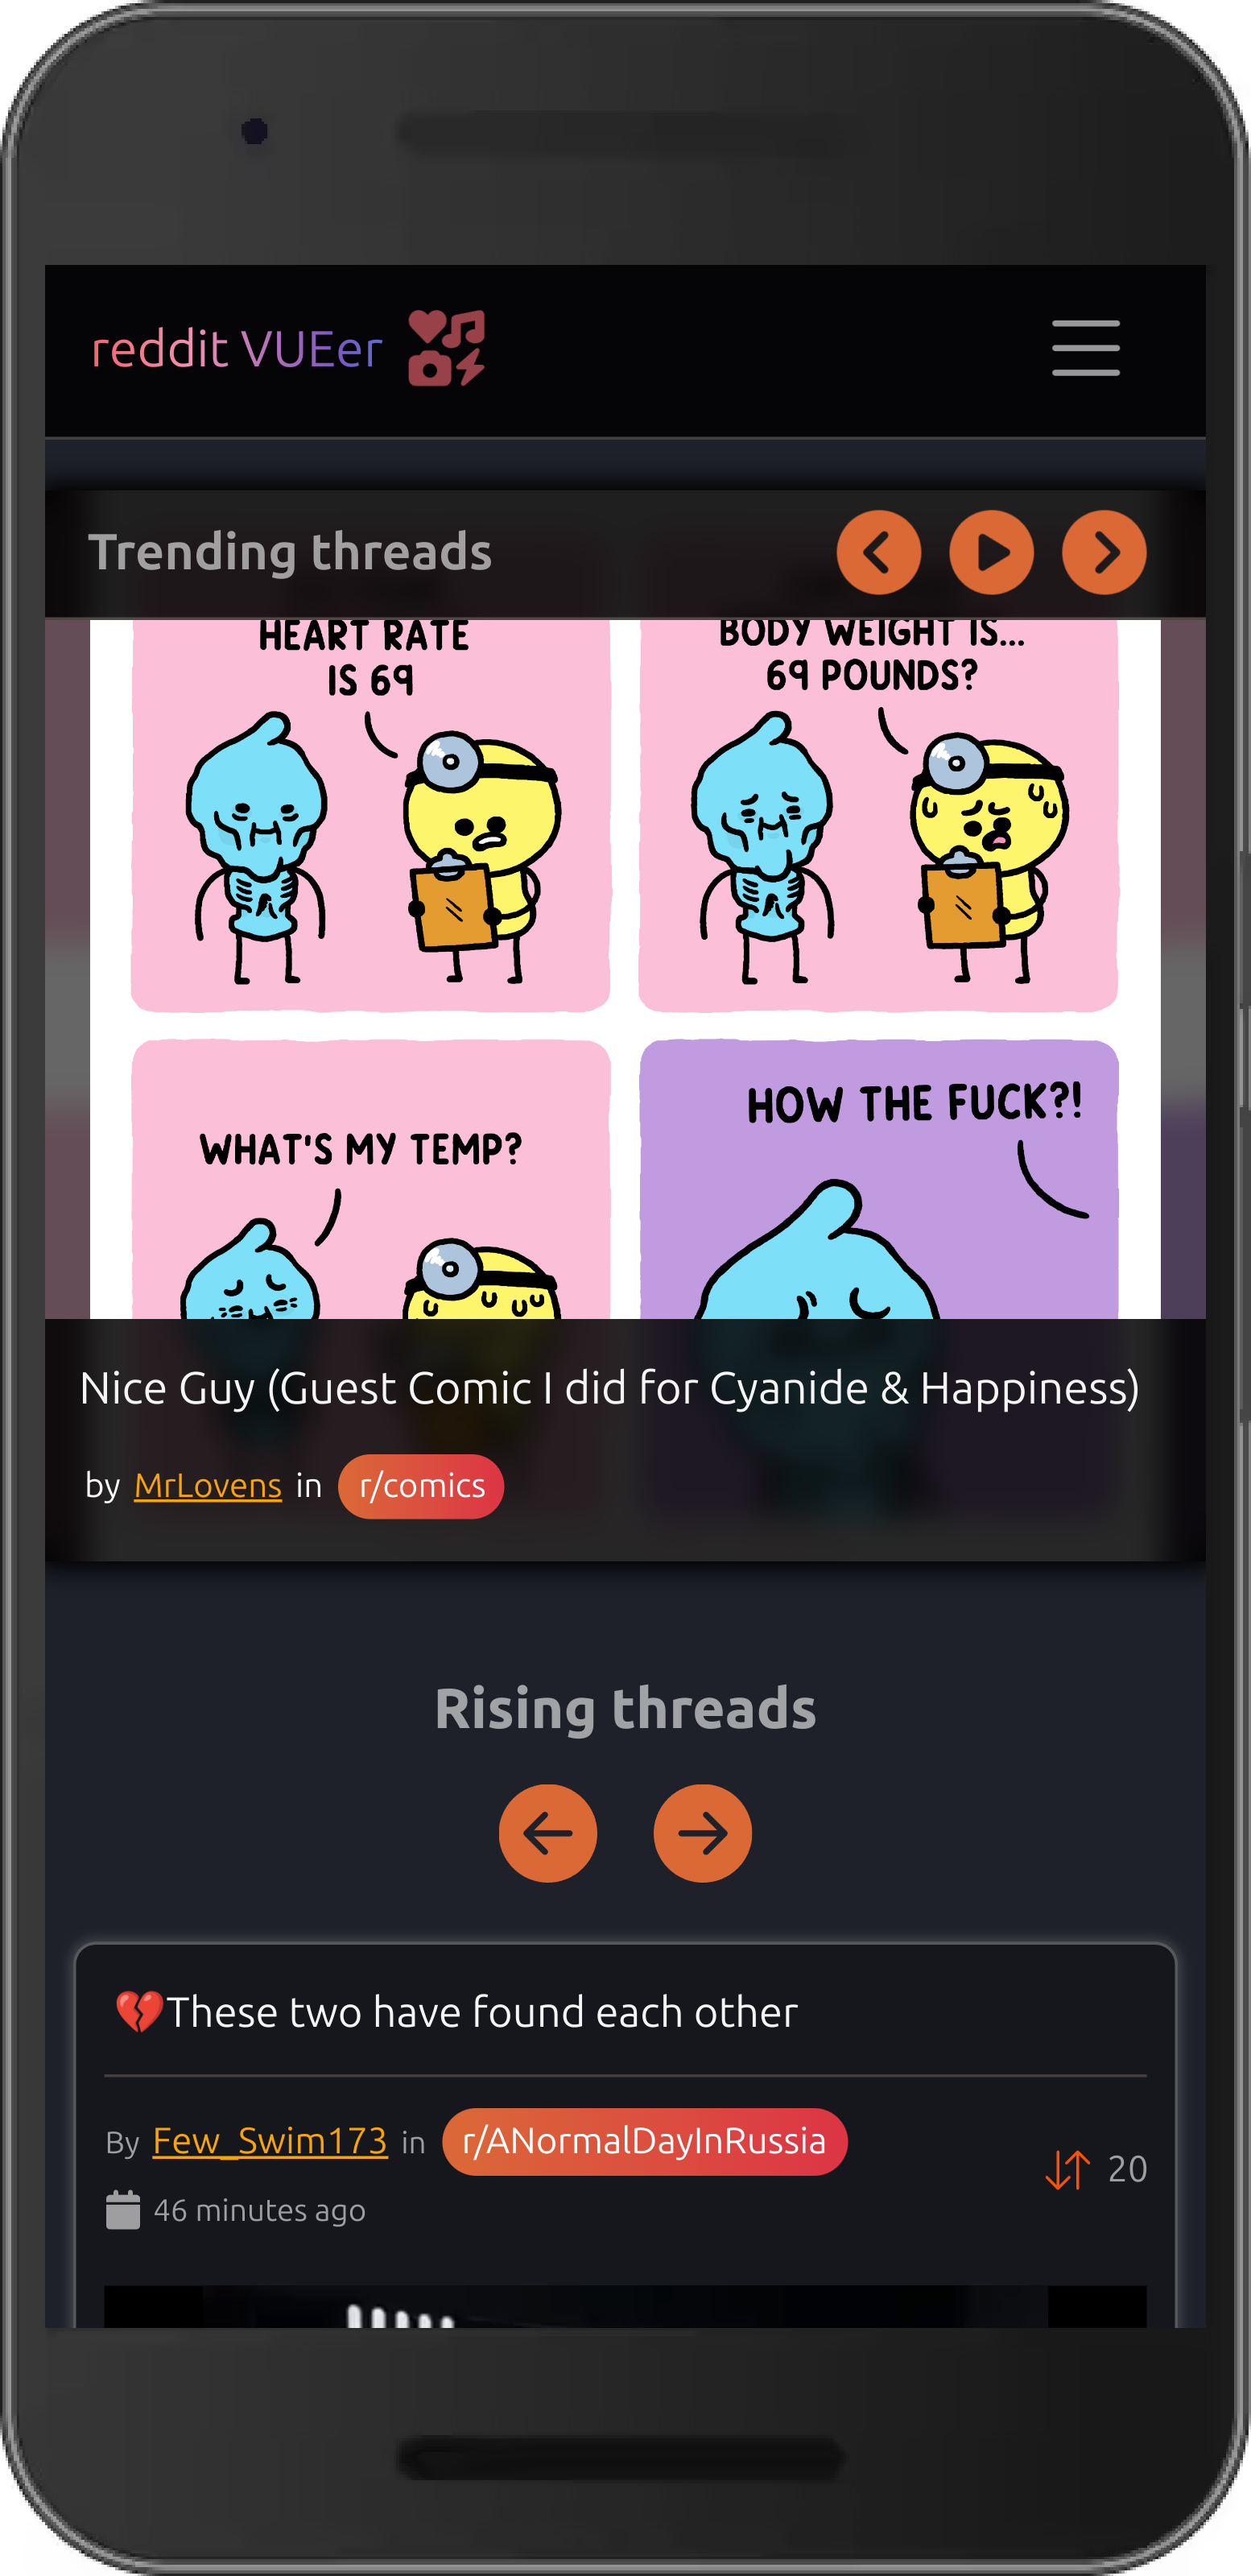 reddit VUEer
Trending threads
HEART RATE
IS 69
BODY WEIGHT IS...
69 POUNDS?
WHAT'S MY TEMP?
HOW THE FUCK?!
Nice Guy (Guest Comic I did for Cyanide & Happiness)
by MrLovens in r/comics
Rising threads
💔These two have found each other
By Few_Swim173 in r/ANormalDayInRussia
20
46 minutes ago